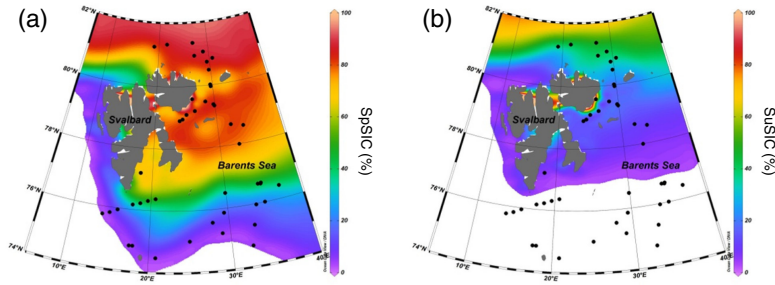 (a)
82°N
80°N
78°N
76°N
74°N
10°E
20°E
30°E
40°E
Svalbard
Barents Sea
100
80
60
40
20
0
SpSIC (%)
(b)
82°N
80°N
78°N
76°N
74°N
10°E
20°E
30°E
40°E
Svalbard
Barents Sea
100
80
60
40
20
0
SuSIC (%)